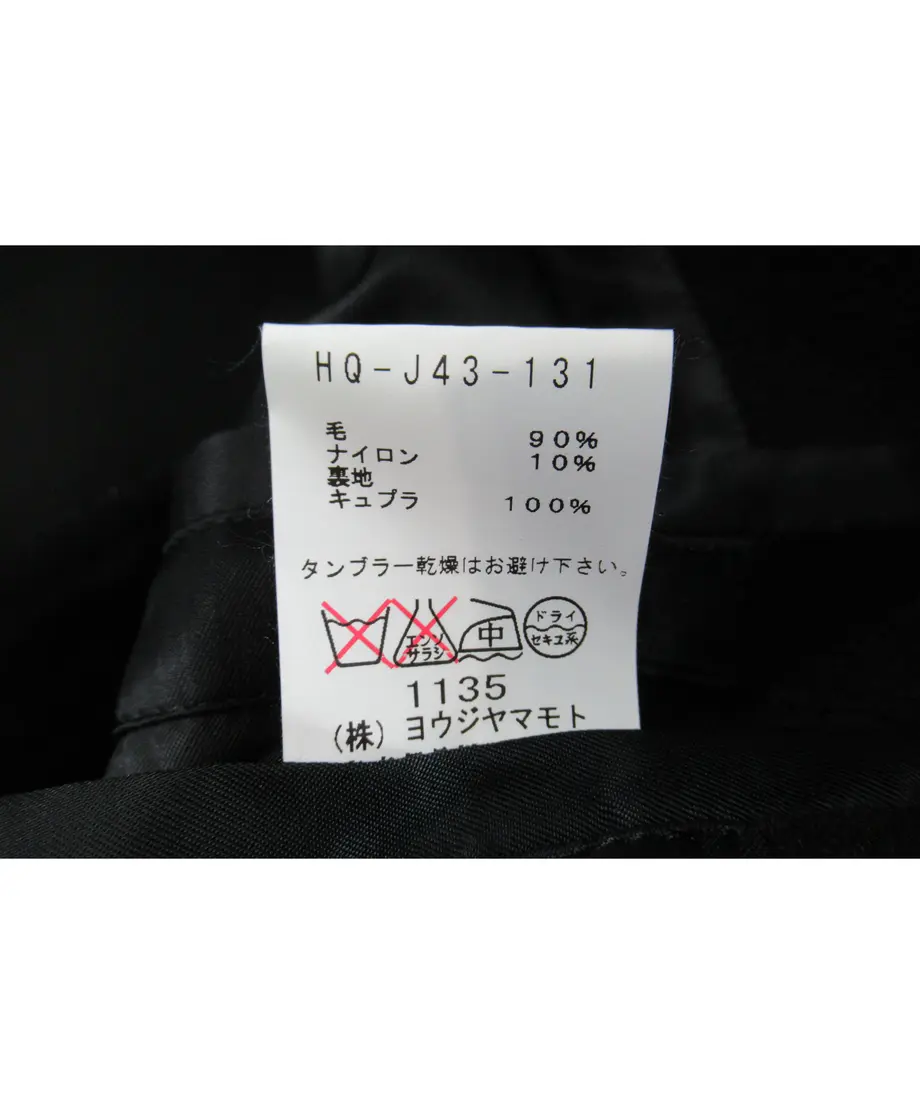 HQ-J43-131
毛 90%
ナイロン 10%
裏地
キュプラ 100%
タンブラー乾燥はお避け下さい。
エンソサラシ 中 ドライ セキユ系
1135
(株)ヨウジヤマモト